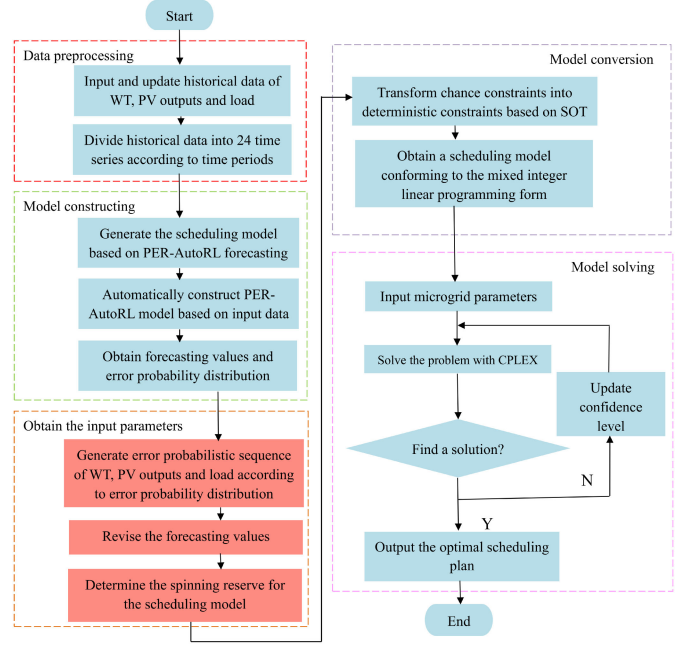 Start
Data preprocessing
Input and update historical data of
WT, PV outputs and load
Divide historical data into 24 time
series according to time periods
Model constructing
Generate the scheduling model
based on PER-AutoRL forecasting
Automatically construct PER-
AutoRL model based on input data
Obtain forecasting values and
error probability distribution
Obtain the input parameters
Generate error probabilistic sequence
of WT, PV outputs and load according
to error probability distribution
Revise the forecasting values
Determine the spinning reserve for
the scheduling model
Model conversion
Transform chance constraints into
deterministic constraints based on SOT
Obtain a scheduling model
conforming to the mixed integer
linear programming form
Model solving
Input microgrid parameters
Solve the problem with CPLEX
Update
confidence
level
Find a solution?
N
Y
Output the optimal scheduling
plan
End